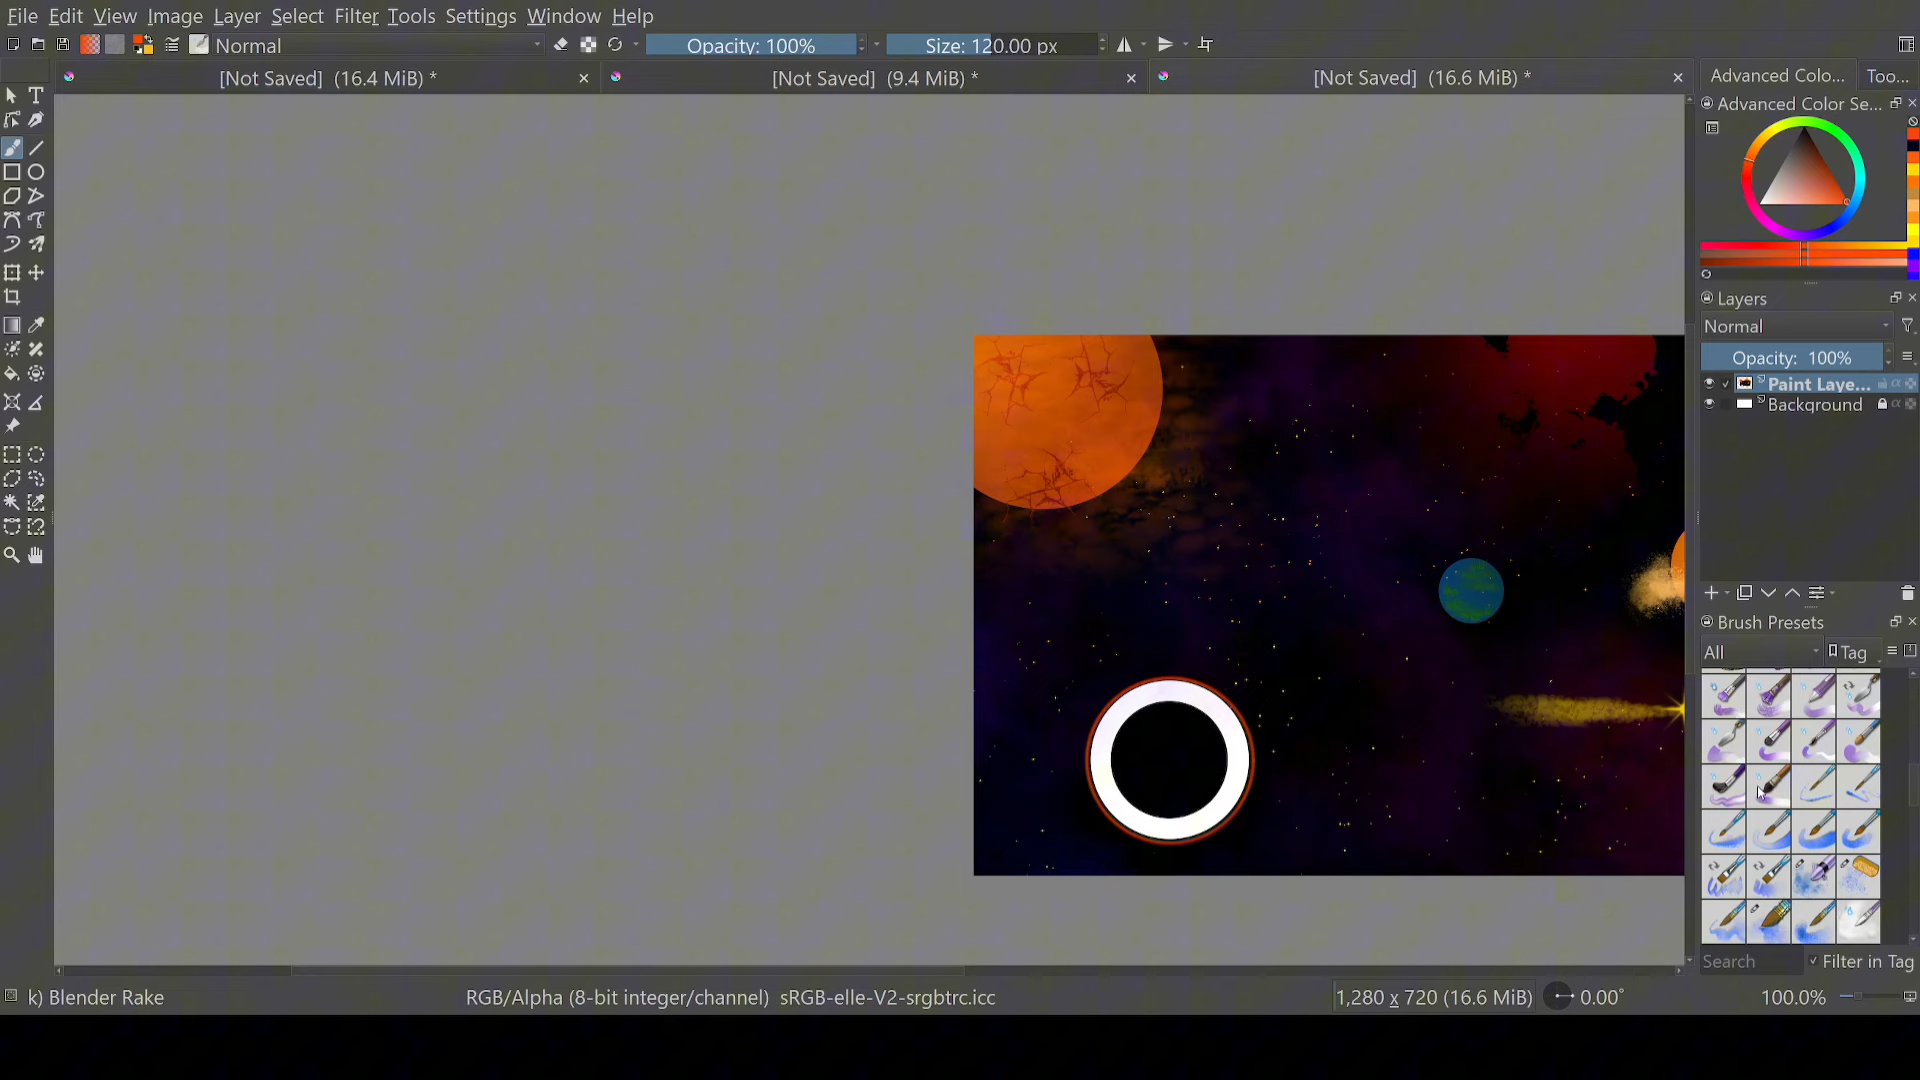 File Edit View Image Layer Select Filter Tools Settings Window Help
Normal Opacity: 100% Size: 120.00 px
[Not Saved] (16.4 MiB) * [Not Saved] (9.4 MiB) * [Not Saved] (16.6 MiB) * Advanced Colo... Too...
Advanced Color Se...
Layers
Normal
Opacity: 100%
Paint Laye...
Background
Brush Presets
All Tag
Search Filter in Tag
k) Blender Rake RGB/Alpha (8-bit integer/channel) sRGB-elle-V2-srgbtrc.icc 1,280 x 720 (16.6 MiB) 0.00° 100.0%